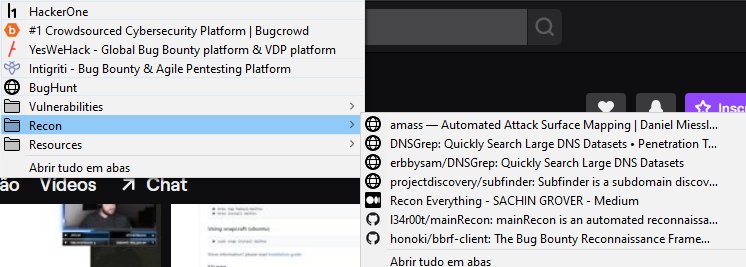 HackerOne
#1 Crowdsourced Cybersecurity Platform | Bugcrowd
YesWeHack - Global Bug Bounty platform & VDP platform
Intigriti - Bug Bounty & Agile Pentesting Platform
BugHunt
Vulnerabilities
Recon
Resources
Abrir tudo em abas
ão Vídeos Chat
Inscr
amass — Automated Attack Surface Mapping | Daniel Miessl...
DNSGrep: Quickly Search Large DNS Datasets • Penetration T...
erbbysam/DNSGrep: Quickly Search Large DNS Datasets
projectdiscovery/subfinder: Subfinder is a subdomain discov...
Recon Everything - SACHIN GROVER - Medium
l34r00t/mainRecon: mainRecon is an automated reconnaissa...
honoki/bbrf-client: The Bug Bounty Reconnaissance Frame...
Abrir tudo em abas
Using snapcraft (ubuntu)